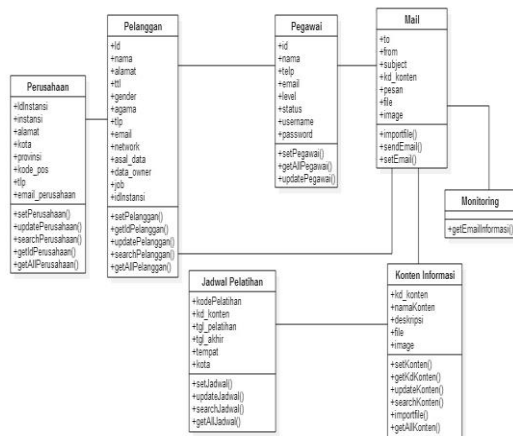 Perusahaan
+IdInstansi
+instansi
+alamat
+kota
+provinsi
+kode_pos
+tlp
+email_perusahaan
+setPerusahaan()
+updatePerusahaan()
+searchPerusahaan()
+getIdPerusahaan()
+getAllPerusahaan()
Pelanggan
+Id
+nama
+alamat
+ttl
+gender
+agama
+tlp
+email
+network
+asal_data
+data_owner
+job
+idInstansi
+setPelanggan()
+getIdPelanggan()
+updatePelanggan()
+searchPelanggan()
+getAllPelanggan()
Pegawai
+id
+nama
+telp
+email
+level
+status
+username
+password
+setPegawai()
+getAllPegawai()
+updatePegawai()
Mail
+to
+from
+subject
+kd_konten
+pesan
+file
+image
+importfile()
+sendEmail()
+setEmail()
Monitoring
+getEmailInformasi()
Jadwal Pelatihan
+kodePelatihan
+kd_konten
+tgl_pelatihan
+tgl_akhir
+tempat
+kota
+setJadwal()
+updateJadwal()
+searchJadwal()
+getAllJadwal()
Konten Informasi
+kd_konten
+namaKonten
+deskripsi
+file
+image
+setKonten()
+getKdKonten()
+updateKonten()
+searchKonten()
+importfile()
+getAllKonten()